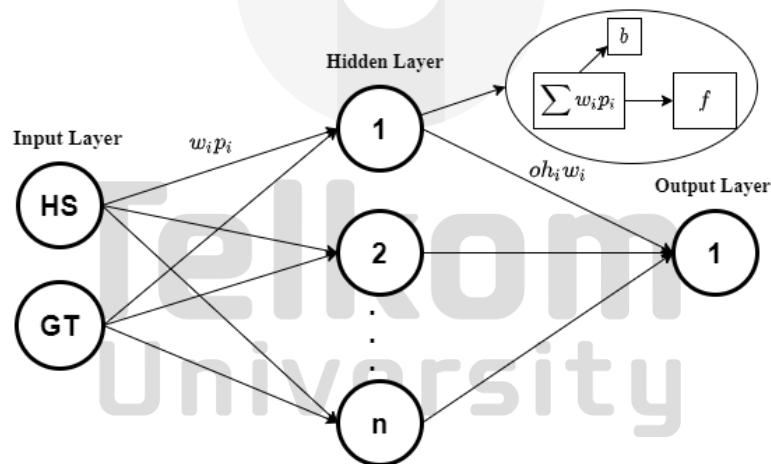 Hidden Layer
b
∑ wᵢpᵢ
f
Input Layer
wᵢpᵢ
1
ohᵢwᵢ
Output Layer
HS
2
1
GT
n
Telkom
University